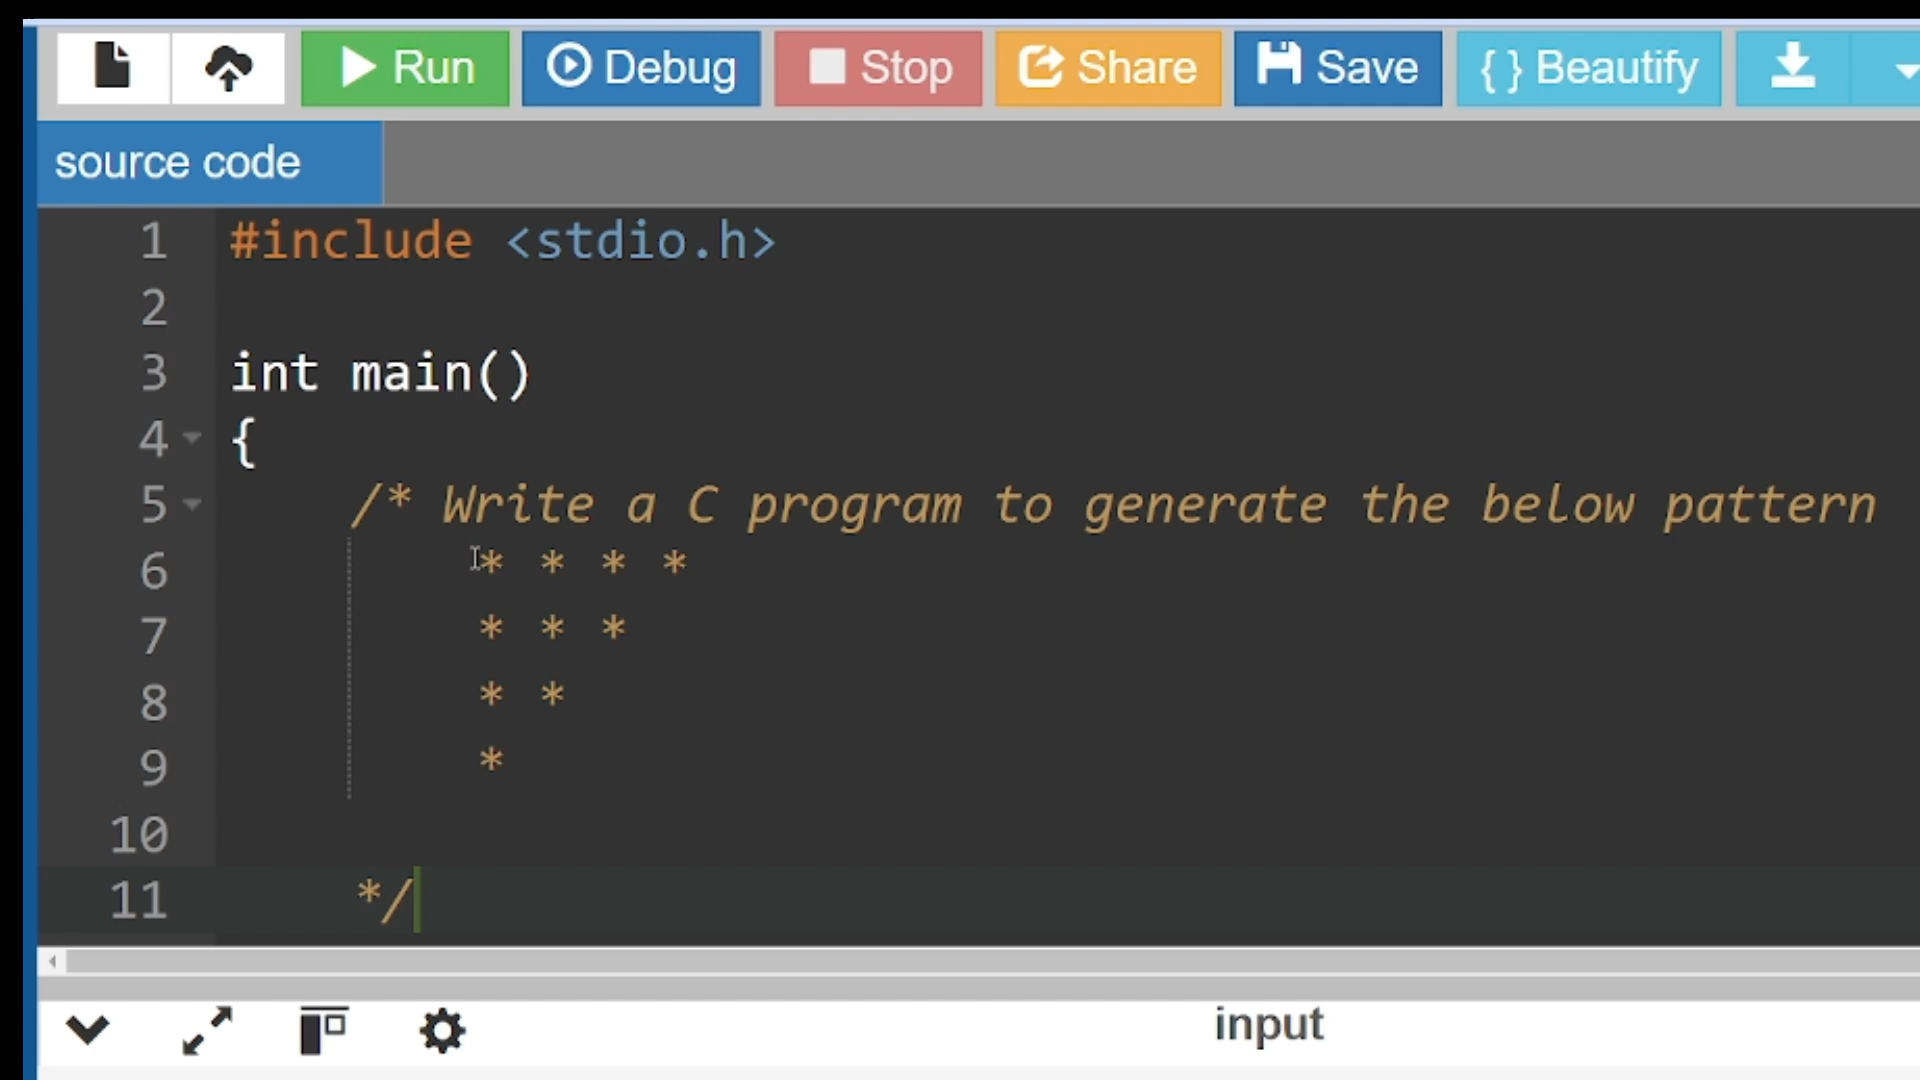 Run Debug Stop Share Save { } Beautify
source code
1 #include <stdio.h>
2
3 int main()
4 {
5 /* Write a C program to generate the below pattern
6 * * * *
7 * * *
8 * *
9 *
10
11 */
input